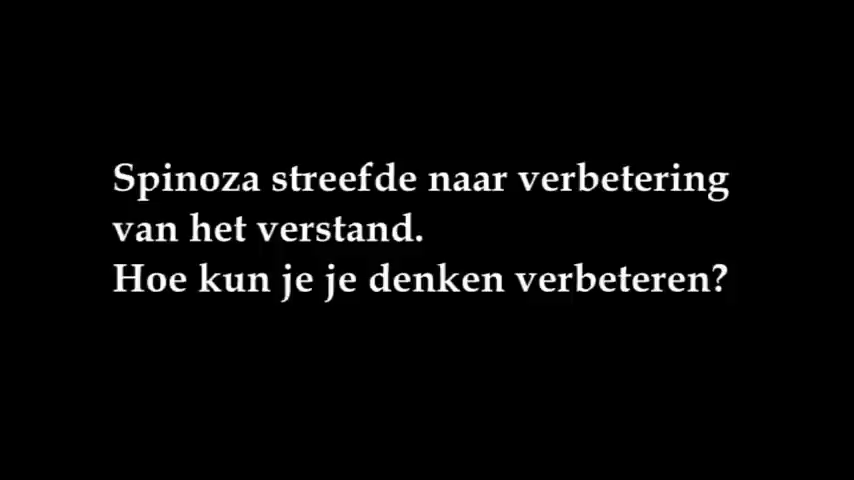 Spinoza streefde naar verbetering
van het verstand.
Hoe kun je je denken verbeteren?